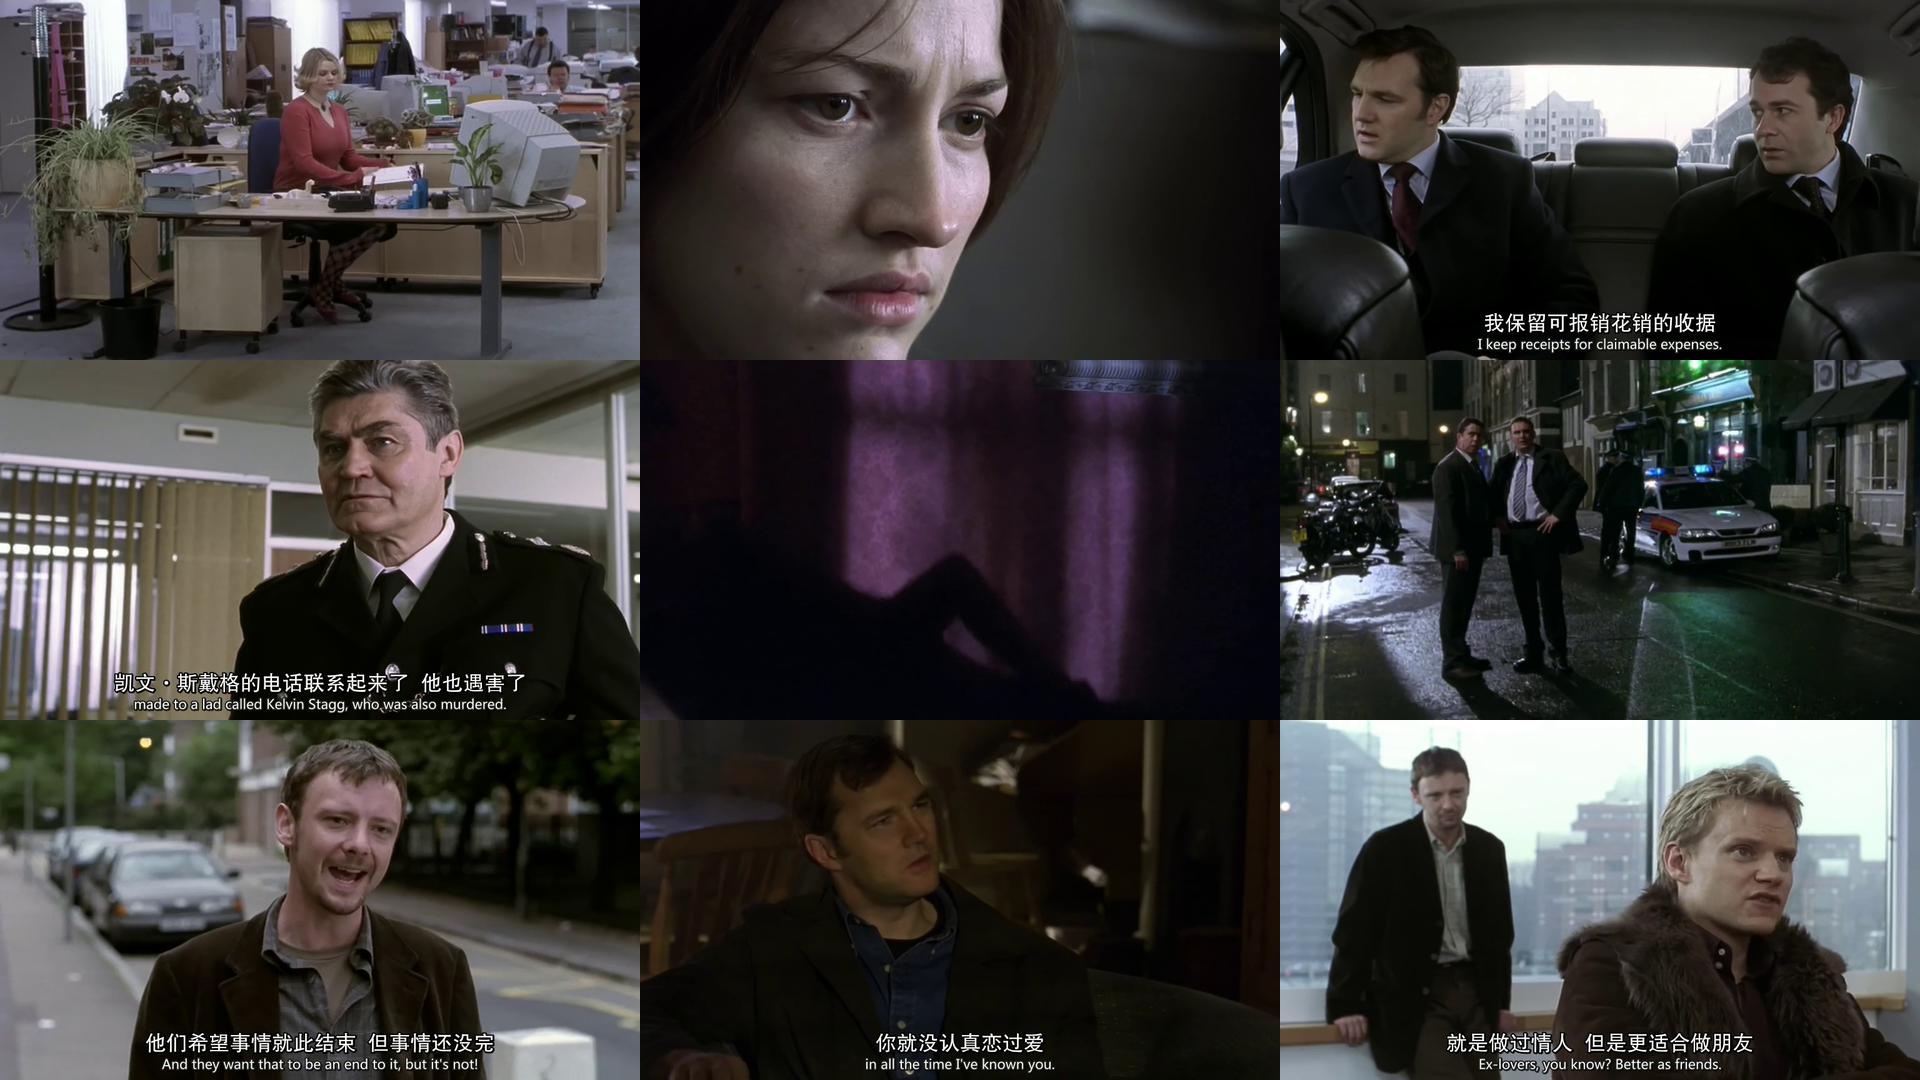 我保留可报销花销的收据
I keep receipts for claimable expenses.
凯文·斯戴格的电话联系起来了 他也遇害了
made to a lad called Kelvin Stagg, who was also murdered.
他们希望事情就此结束 但事情还没完
And they want that to be an end to it, but it's not!
你就没认真恋过爱
in all the time I've known you.
就是做过情人 但是更适合做朋友
Ex-lovers, you know? Better as friends.